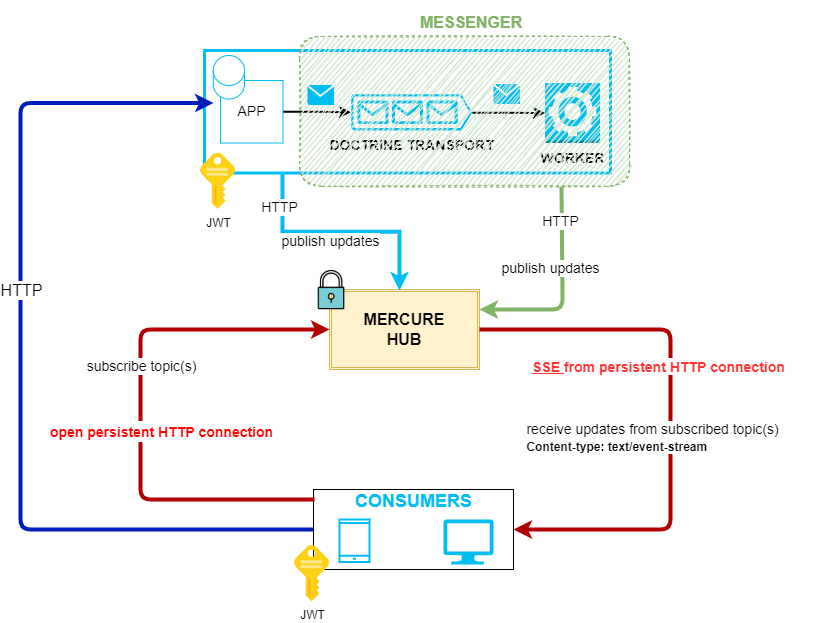 MESSENGER
APP
DOCTRINE TRANSPORT
WORKER
JWT
HTTP
publish updates
HTTP
publish updates
HTTP
MERCURE
HUB
subscribe topic(s)
SSE from persistent HTTP connection
open persistent HTTP connection
receive updates from subscribed topic(s)
Content-type: text/event-stream
CONSUMERS
JWT